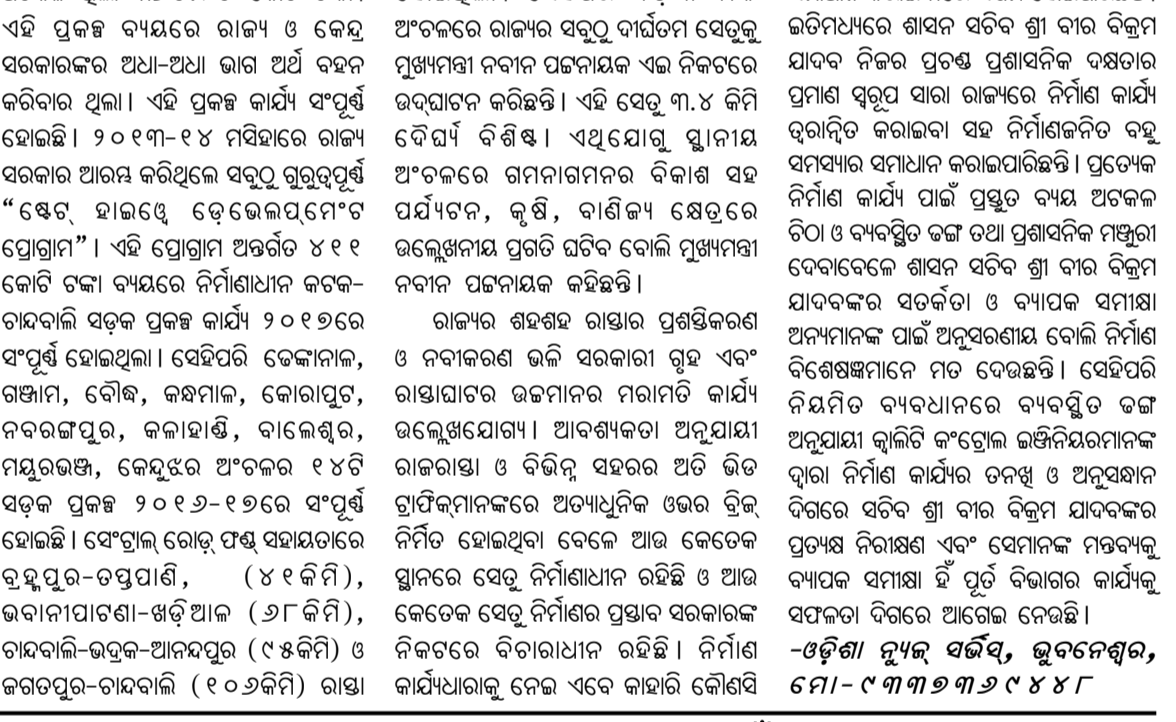 ଏହି ପ୍ରକଳ୍ପ ବ୍ୟୟରେ ରାଜ୍ୟ ଓ କେନ୍ଦ୍ର
ସରକାରଙ୍କର ଅଧା-ଅଧା ଭାଗ ଅର୍ଥ ବହନ
କରିବାର ଥିଲା। ଏହି ପ୍ରକଳ୍ପ କାର୍ଯ୍ୟ ସଂପୂର୍ଣ୍ଣ
ହୋଇଛି। ୨୦୧୩-୧୪ ମସିହାରେ ରାଜ୍ୟ
ସରକାର ଆରମ୍ଭ କରିଥିଲେ ସବୁଠୁ ଗୁରୁତ୍ୱପୂର୍ଣ୍ଣ
“ଷ୍ଟେଟ୍ ହାଇୱେ ଡ଼େଭେଲପ୍‌ମେଂଟ
ପ୍ରୋଗ୍ରାମ”। ଏହି ପ୍ରୋଗ୍ରାମ ଅନ୍ତର୍ଗତ ୪୧୧
କୋଟି ଟଙ୍କା ବ୍ୟୟରେ ନିର୍ମାଣାଧୀନ କଟକ-
ଚାନ୍ଦବାଲି ସଡ଼କ ପ୍ରକଳ୍ପ କାର୍ଯ୍ୟ ୨୦୧୭ରେ
ସଂପୂର୍ଣ୍ଣ ହୋଇଥିଲା। ସେହିପରି ଢେଙ୍କାନାଳ,
ଗଞ୍ଜାମ, ବୌଦ୍ଧ, କନ୍ଧମାଳ, କୋରାପୁଟ,
ନବରଙ୍ଗପୁର, କଳାହାଣ୍ଡି, ବାଲେଶ୍ୱର,
ମୟୁରଭଞ୍ଜ, କେନ୍ଦୁଝର ଅଂଚଳର ୧୪ଟି
ସଡ଼କ ପ୍ରକଳ୍ପ ୨୦୧୬-୧୭ରେ ସଂପୂର୍ଣ୍ଣ
ହୋଇଛି। ସେଂଟ୍ରାଲ୍ ରୋଡ଼୍ ଫଣ୍ଡ୍ ସହାୟତାରେ
ବ୍ରହ୍ମପୁର-ତପ୍ତପାଣି, (୪୧କିମି),
ଭବାନୀପାଟଣା-ଖଡ଼ିଆଳ (୬୮କିମି),
ଚାନ୍ଦବାଲି-ଭଦ୍ରକ-ଆନନ୍ଦପୁର (୯୫କିମି) ଓ
ଜଗତପୁର-ଚାନ୍ଦବାଲି (୧୦୬କିମି) ରାସ୍ତା
ଅଂଚଳରେ ରାଜ୍ୟର ସବୁଠୁ ଦୀର୍ଘତମ ସେତୁକୁ
ମୁଖ୍ୟମନ୍ତ୍ରୀ ନବୀନ ପଟ୍ଟନାୟକ ଏଇ ନିକଟରେ
ଉଦ୍‌ଘାଟନ କରିଛନ୍ତି। ଏହି ସେତୁ ୩.୪ କିମି
ଦୈର୍ଘ୍ୟ ବିଶିଷ୍ଟ। ଏଥିଯୋଗୁ ସ୍ଥାନୀୟ
ଅଂଚଳରେ ଗମନାଗମନର ବିକାଶ ସହ
ପର୍ଯ୍ୟଟନ, କୃଷି, ବାଣିଜ୍ୟ କ୍ଷେତ୍ରରେ
ଉଲ୍ଲେଖନୀୟ ପ୍ରଗତି ଘଟିବ ବୋଲି ମୁଖ୍ୟମନ୍ତ୍ରୀ
ନବୀନ ପଟ୍ଟନାୟକ କହିଛନ୍ତି।
ରାଜ୍ୟର ଶହଶହ ରାସ୍ତାର ପ୍ରଶସ୍ତିକରଣ
ଓ ନବୀକରଣ ଭଳି ସରକାରୀ ଗୃହ ଏବଂ
ରାସ୍ତାଘାଟର ଉଚ୍ଚମାନର ମରାମତି କାର୍ଯ୍ୟ
ଉଲ୍ଲେଖଯୋଗ୍ୟ। ଆବଶ୍ୟକତା ଅନୁଯାୟୀ
ରାଜରାସ୍ତା ଓ ବିଭିନ୍ନ ସହରର ଅତି ଭିଡ
ଟ୍ରାଫିକ୍‌ମାନଙ୍କରେ ଅତ୍ୟାଧୁନିକ ଓଭର ବ୍ରିଜ୍
ନିର୍ମିତ ହୋଇଥିବା ବେଳେ ଆଉ କେତେକ
ସ୍ଥାନରେ ସେତୁ ନିର୍ମାଣାଧୀନ ରହିଛି ଓ ଆଉ
କେତେକ ସେତୁ ନିର୍ମାଣର ପ୍ରସ୍ତାବ ସରକାରଙ୍କ
ନିକଟରେ ବିଚାରାଧୀନ ରହିଛି। ନିର୍ମାଣ
କାର୍ଯ୍ୟଧାରାକୁ ନେଇ ଏବେ କାହାରି କୌଣସି
ଇତିମଧ୍ୟରେ ଶାସନ ସଚିବ ଶ୍ରୀ ବୀର ବିକ୍ରମ
ଯାଦବ ନିଜର ପ୍ରଚଣ୍ଡ ପ୍ରଶାସନିକ ଦକ୍ଷତାର
ପ୍ରମାଣ ସ୍ୱରୂପ ସାରା ରାଜ୍ୟରେ ନିର୍ମାଣ କାର୍ଯ୍ୟ
ତ୍ୱରାନ୍ୱିତ କରାଇବା ସହ ନିର୍ମାଣଜନିତ ବହୁ
ସମସ୍ୟାର ସମାଧାନ କରାଇପାରିଛନ୍ତି। ପ୍ରତ୍ୟେକ
ନିର୍ମାଣ କାର୍ଯ୍ୟ ପାଇଁ ପ୍ରସ୍ତୁତ ବ୍ୟୟ ଅଟକଳ
ଚିଠା ଓ ବ୍ୟବସ୍ଥିତ ଢଙ୍ଗ ତଥା ପ୍ରଶାସନିକ ମଞ୍ଜୁରୀ
ଦେବାବେଳେ ଶାସନ ସଚିବ ଶ୍ରୀ ବୀର ବିକ୍ରମ
ଯାଦବଙ୍କର ସତର୍କତା ଓ ବ୍ୟାପକ ସମୀକ୍ଷା
ଅନ୍ୟମାନଙ୍କ ପାଇଁ ଅନୁସରଣୀୟ ବୋଲି ନିର୍ମାଣ
ବିଶେଷଜ୍ଞମାନେ ମତ ଦେଉଛନ୍ତି। ସେହିପରି
ନିୟମିତ ବ୍ୟବଧାନରେ ବ୍ୟବସ୍ଥିତ ଢଙ୍ଗ
ଅନୁଯାୟୀ କ୍ୱାଲିଟି କଂଟ୍ରୋଲ ଇଞ୍ଜିନିୟରମାନଙ୍କ
ଦ୍ୱାରା ନିର୍ମାଣ କାର୍ଯ୍ୟର ତନଖି ଓ ଅନୁସନ୍ଧାନ
ଦିଗରେ ସଚିବ ଶ୍ରୀ ବୀର ବିକ୍ରମ ଯାଦବଙ୍କର
ପ୍ରତ୍ୟକ୍ଷ ନିରୀକ୍ଷଣ ଏବଂ ସେମାନଙ୍କ ମନ୍ତବ୍ୟକୁ
ବ୍ୟାପକ ସମୀକ୍ଷା ହିଁ ପୂର୍ତ ବିଭାଗର କାର୍ଯ୍ୟକୁ
ସଫଳତା ଦିଗରେ ଆଗେଇ ନେଉଛି।
-ଓଡ଼ିଶା ନ୍ୟୁଜ୍ ସର୍ଭିସ୍, ଭୁବନେଶ୍ୱର,
ମୋ-୯୩୩୭୩୬୯୪୪୮